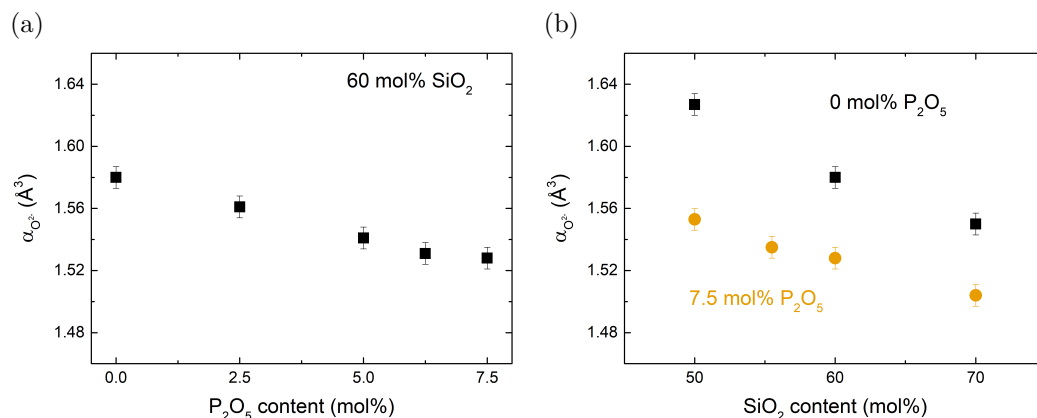 (a)
60 mol% SiO₂
1.64
1.60
1.56
1.52
1.48
α_O²⁻ (Å³)
0.0 2.5 5.0 7.5
P₂O₅ content (mol%)
(b)
0 mol% P₂O₅
7.5 mol% P₂O₅
1.64
1.60
1.56
1.52
1.48
α_O²⁻ (Å³)
50 60 70
SiO₂ content (mol%)